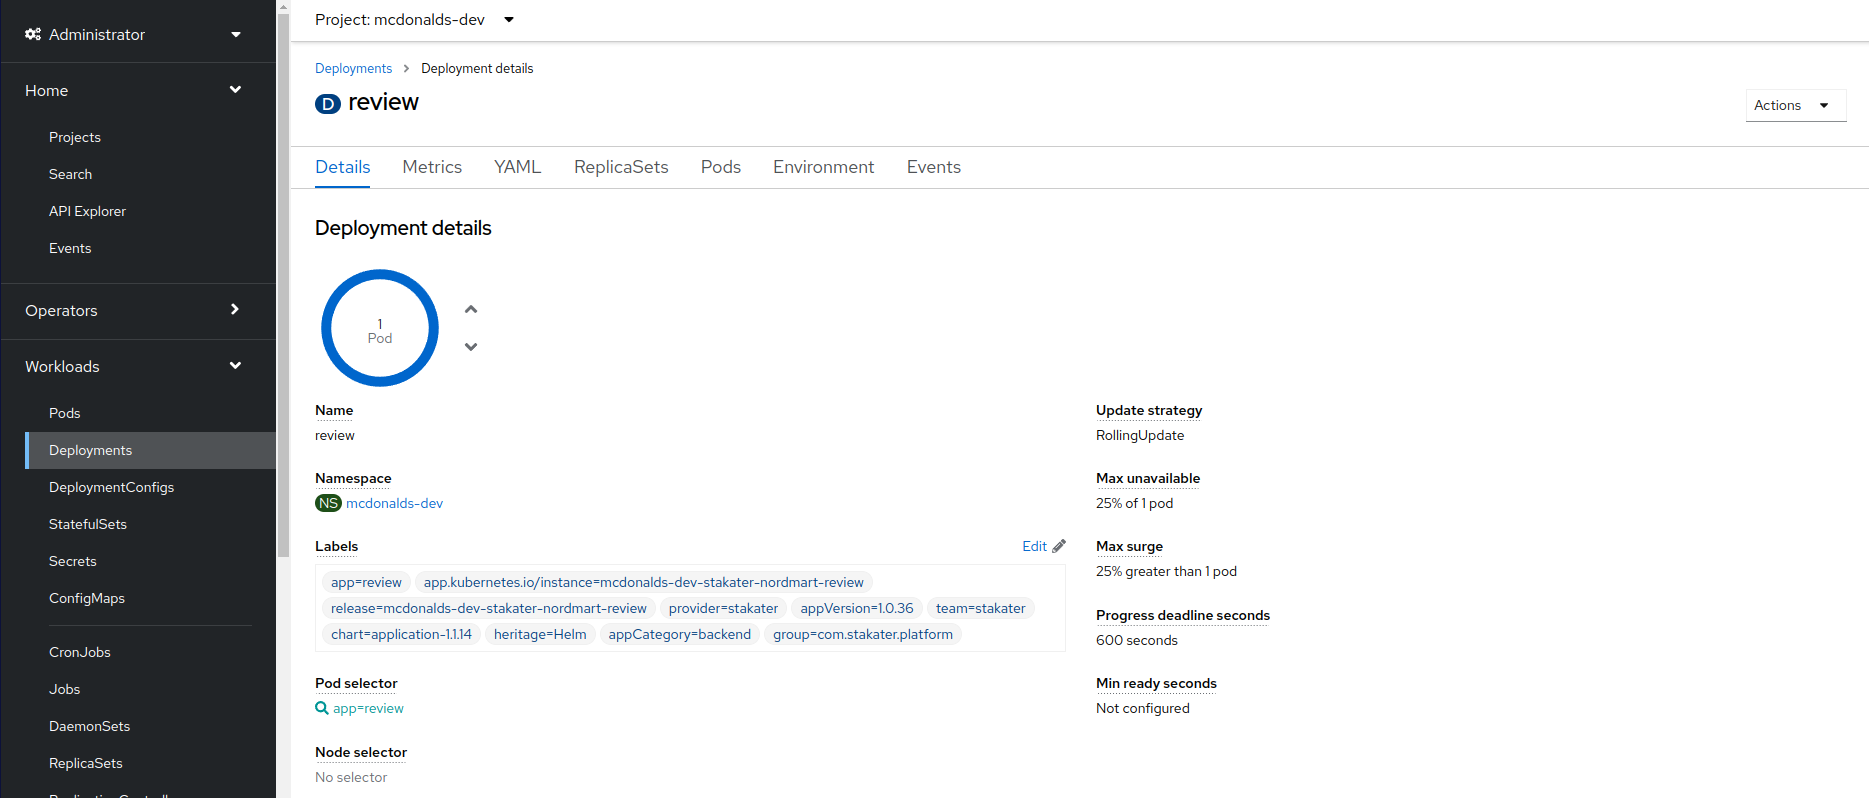 Administrator
Home
Projects
Search
API Explorer
Events
Operators
Workloads
Pods
Deployments
DeploymentConfigs
StatefulSets
Secrets
ConfigMaps
CronJobs
Jobs
DaemonSets
ReplicaSets
Project: mcdonalds-dev
Deployments > Deployment details
D review
Actions
Details Metrics YAML ReplicaSets Pods Environment Events
Deployment details
1
Pod
Name
review
Namespace
NS mcdonalds-dev
Labels Edit
app=review app.kubernetes.io/instance=mcdonalds-dev-stakater-nordmart-review
release=mcdonalds-dev-stakater-nordmart-review provider=stakater appVersion=1.0.36 team=stakater
chart=application-1.1.14 heritage=Helm appCategory=backend group=com.stakater.platform
Pod selector
app=review
Node selector
No selector
Update strategy
RollingUpdate
Max unavailable
25% of 1 pod
Max surge
25% greater than 1 pod
Progress deadline seconds
600 seconds
Min ready seconds
Not configured